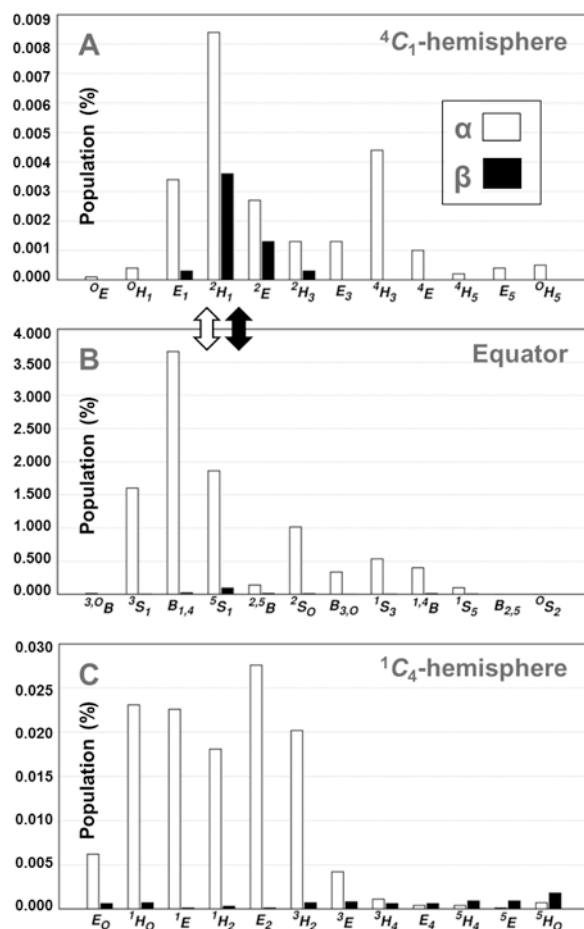 A
⁴C₁-hemisphere
Population (%)
0.009
0.008
0.007
0.006
0.005
0.004
0.003
0.002
0.001
0.000
α
β
ᴼE ᴼH₁ E₁ ²H₁ ²E ²H₃ E₃ ⁴H₃ ⁴E ⁴H₅ E₅ ᴼH₅
B
Equator
Population (%)
4.000
3.500
3.000
2.500
2.000
1.500
1.000
0.500
0.000
³,ᴼB ³S₁ B₁,₄ ⁵S₁ ²,⁵B ²S_O B₃,O ¹S₃ ¹,⁴B ¹S₅ B₂,₅ ᴼS₂
C
¹C₄-hemisphere
Population (%)
0.030
0.025
0.020
0.015
0.010
0.005
0.000
E_O ¹H_O ¹E ¹H₂ E₂ ³H₂ ³E ³H₄ E₄ ⁵H₄ ⁵E ⁵H_O